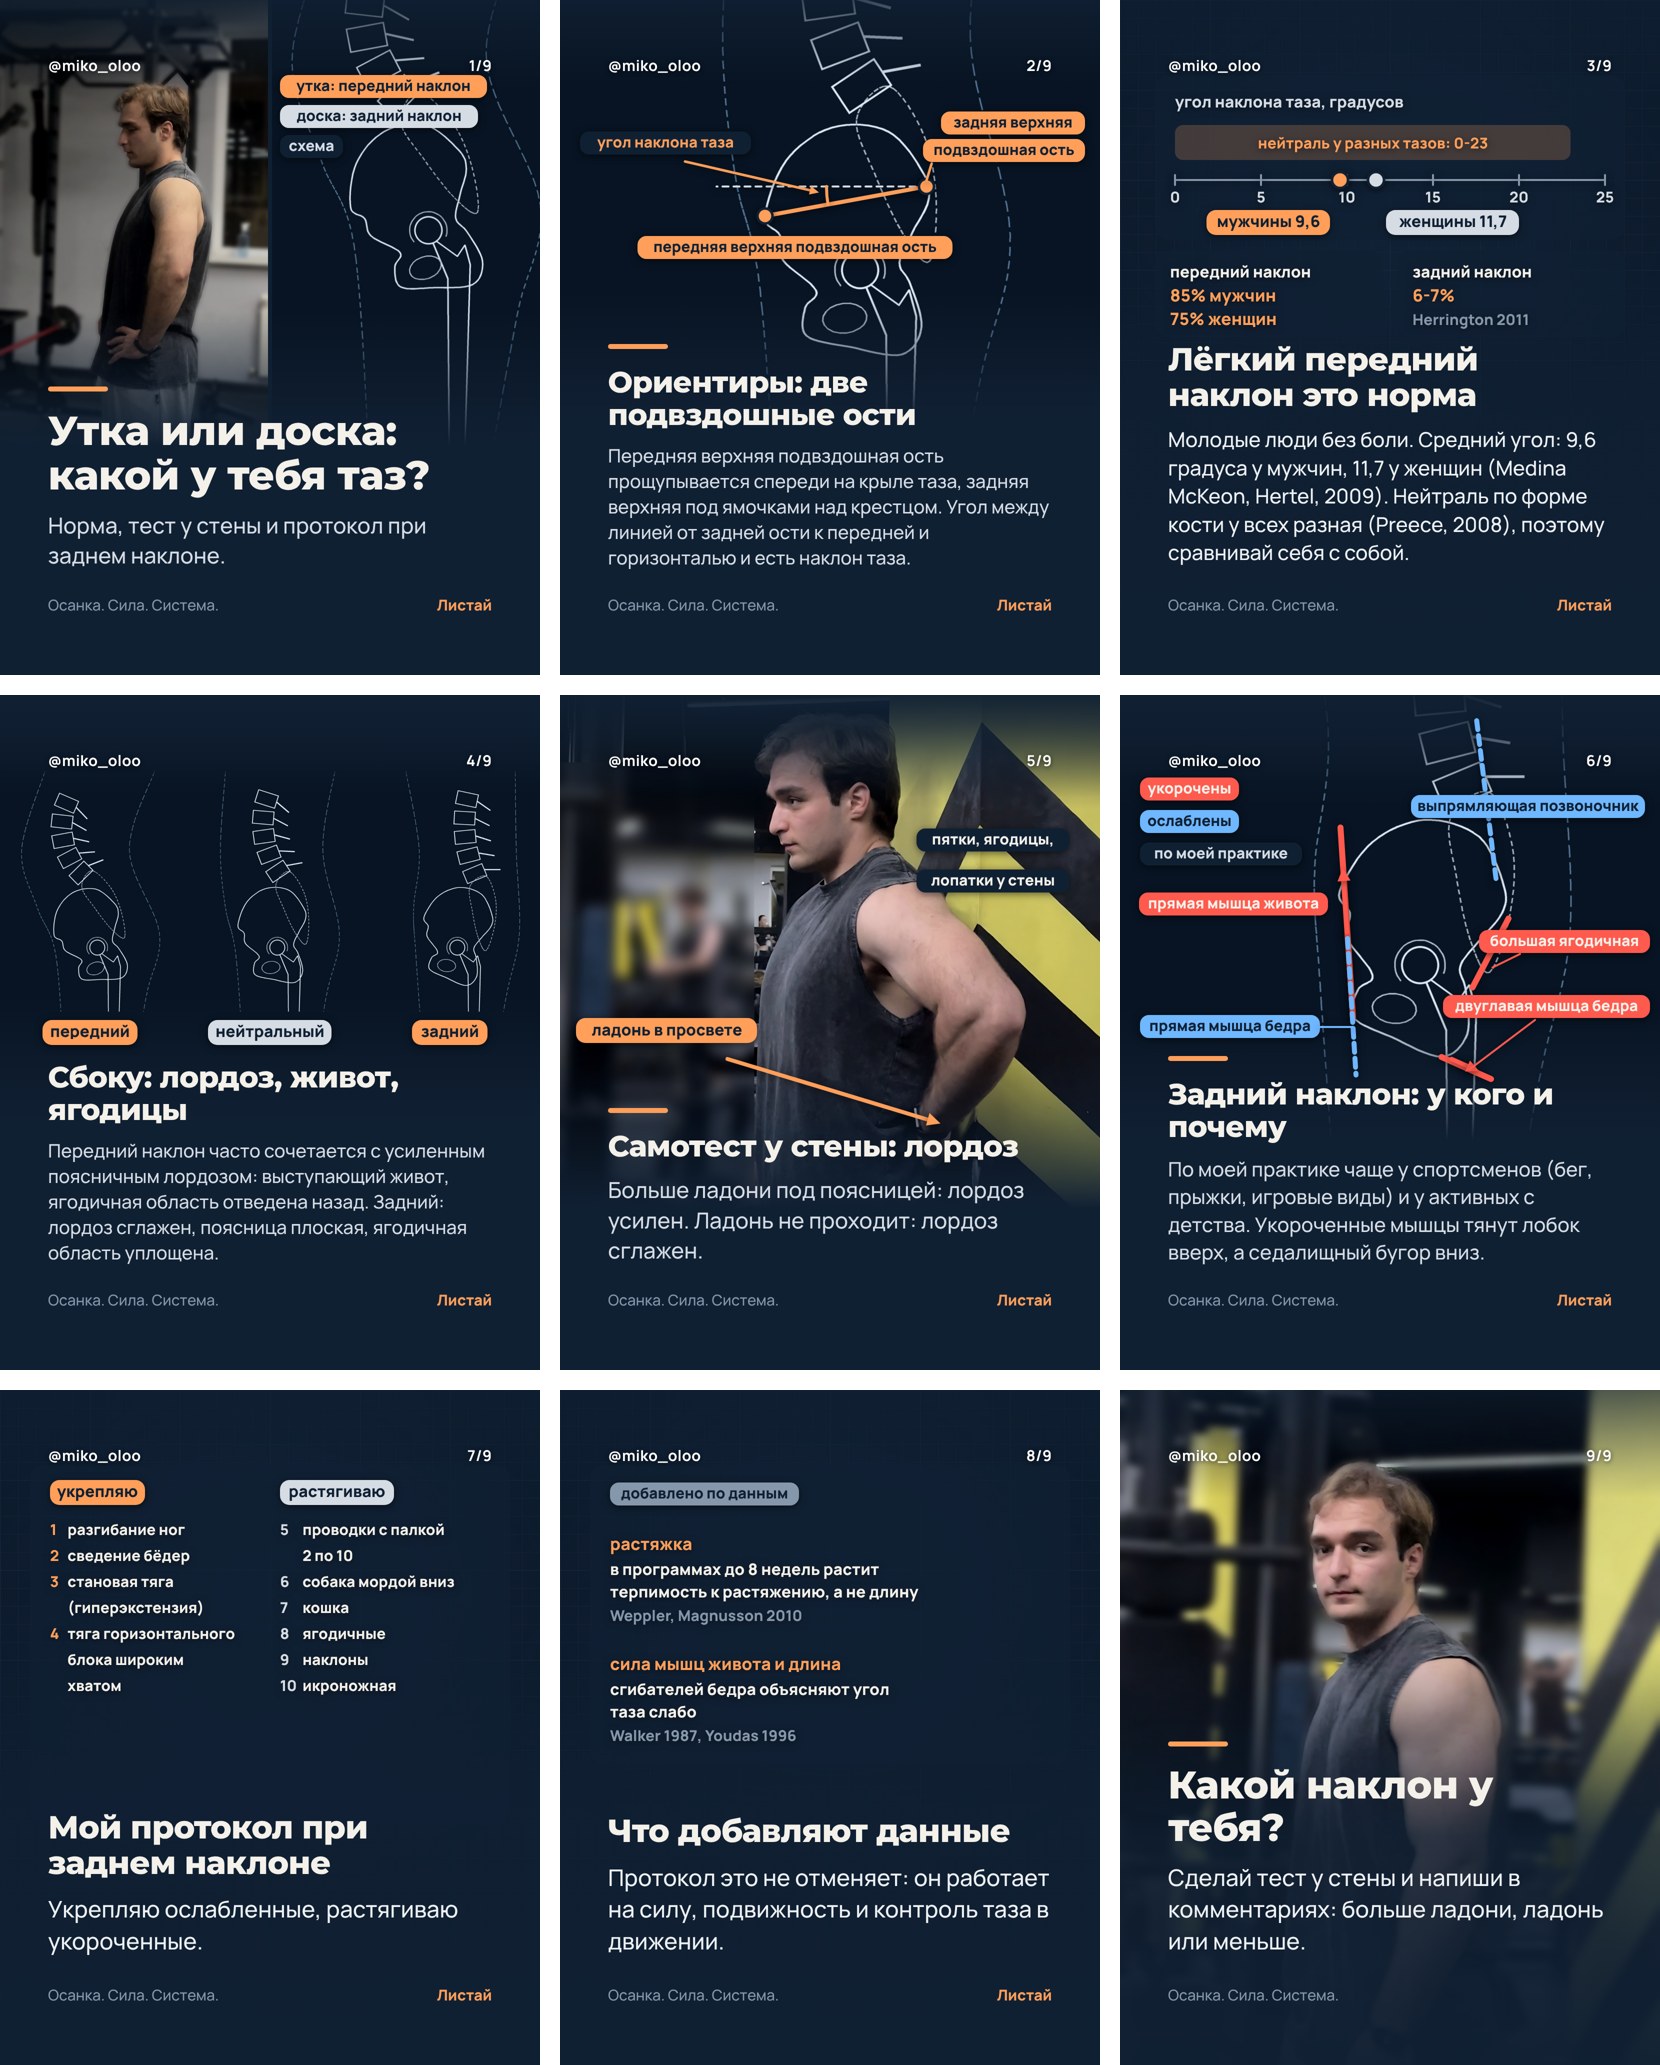 @miko_oloo
1/9
утка: передний наклон
доска: задний наклон
схема
Утка или доска:
какой у тебя таз?
Норма, тест у стены и протокол при
заднем наклоне.
Осанка. Сила. Система.
Листай
@miko_oloo
2/9
задняя верхняя
подвздошная ость
угол наклона таза
передняя верхняя подвздошная ость
Ориентиры: две
подвздошные ости
Передняя верхняя подвздошная ость
прощупывается спереди на крыле таза, задняя
верхняя под ямочками над крестцом. Угол между
линией от задней ости к передней и
горизонталью и есть наклон таза.
Осанка. Сила. Система.
Листай
@miko_oloo
3/9
угол наклона таза, градусов
нейтраль у разных тазов: 0-23
0 5 10 15 20 25
мужчины 9,6
женщины 11,7
передний наклон
85% мужчин
75% женщин
задний наклон
6-7%
Herrington 2011
Лёгкий передний
наклон это норма
Молодые люди без боли. Средний угол: 9,6
градуса у мужчин, 11,7 у женщин (Medina
McKeon, Hertel, 2009). Нейтраль по форме
кости у всех разная (Preece, 2008), поэтому
сравнивай себя с собой.
Осанка. Сила. Система.
Листай
@miko_oloo
4/9
передний
нейтральный
задний
Сбоку: лордоз, живот,
ягодицы
Передний наклон часто сочетается с усиленным
поясничным лордозом: выступающий живот,
ягодичная область отведена назад. Задний:
лордоз сглажен, поясница плоская, ягодичная
область уплощена.
Осанка. Сила. Система.
Листай
@miko_oloo
5/9
пятки, ягодицы,
лопатки у стены
ладонь в просвете
Самотест у стены: лордоз
Больше ладони под поясницей: лордоз
усилен. Ладонь не проходит: лордоз
сглажен.
Осанка. Сила. Система.
Листай
@miko_oloo
6/9
укорочены
ослаблены
по моей практике
выпрямляющая позвоночник
прямая мышца живота
большая ягодичная
двуглавая мышца бедра
прямая мышца бедра
Задний наклон: у кого и
почему
По моей практике чаще у спортсменов (бег,
прыжки, игровые виды) и у активных с
детства. Укороченные мышцы тянут лобок
вверх, а седалищный бугор вниз.
Осанка. Сила. Система.
Листай
@miko_oloo
7/9
укрепляю
1 разгибание ног
2 сведение бёдер
3 становая тяга
(гиперэкстензия)
4 тяга горизонтального
блока широким
хватом
растягиваю
5 проводки с палкой
2 по 10
6 собака мордой вниз
7 кошка
8 ягодичные
9 наклоны
10 икроножная
Мой протокол при
заднем наклоне
Укрепляю ослабленные, растягиваю
укороченные.
Осанка. Сила. Система.
Листай
@miko_oloo
8/9
добавлено по данным
растяжка
в программах до 8 недель растит
терпимость к растяжению, а не длину
Weppler, Magnusson 2010
сила мышц живота и длина
сгибателей бедра объясняют угол
таза слабо
Walker 1987, Youdas 1996
Что добавляют данные
Протокол это не отменяет: он работает
на силу, подвижность и контроль таза в
движении.
Осанка. Сила. Система.
Листай
@miko_oloo
9/9
Какой наклон у
тебя?
Сделай тест у стены и напиши в
комментариях: больше ладони, ладонь
или меньше.
Осанка. Сила. Система.